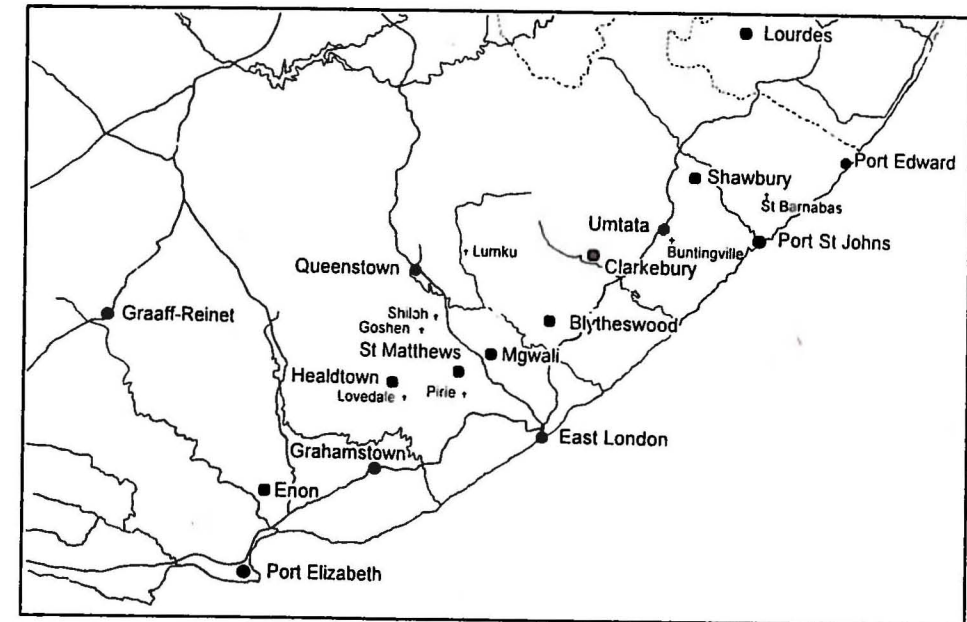 Lourdes
Port Edward
Shawbury
St Barnabas
Umtata
Port St Johns
Buntingville
Lumku
Clarkebury
Queenstown
Graaff-Reinet
Shiloh
Goshen
Blytheswood
St Matthews
Mgwali
Healdtown
Lovedale
Pirie
East London
Grahamstown
Enon
Port Elizabeth